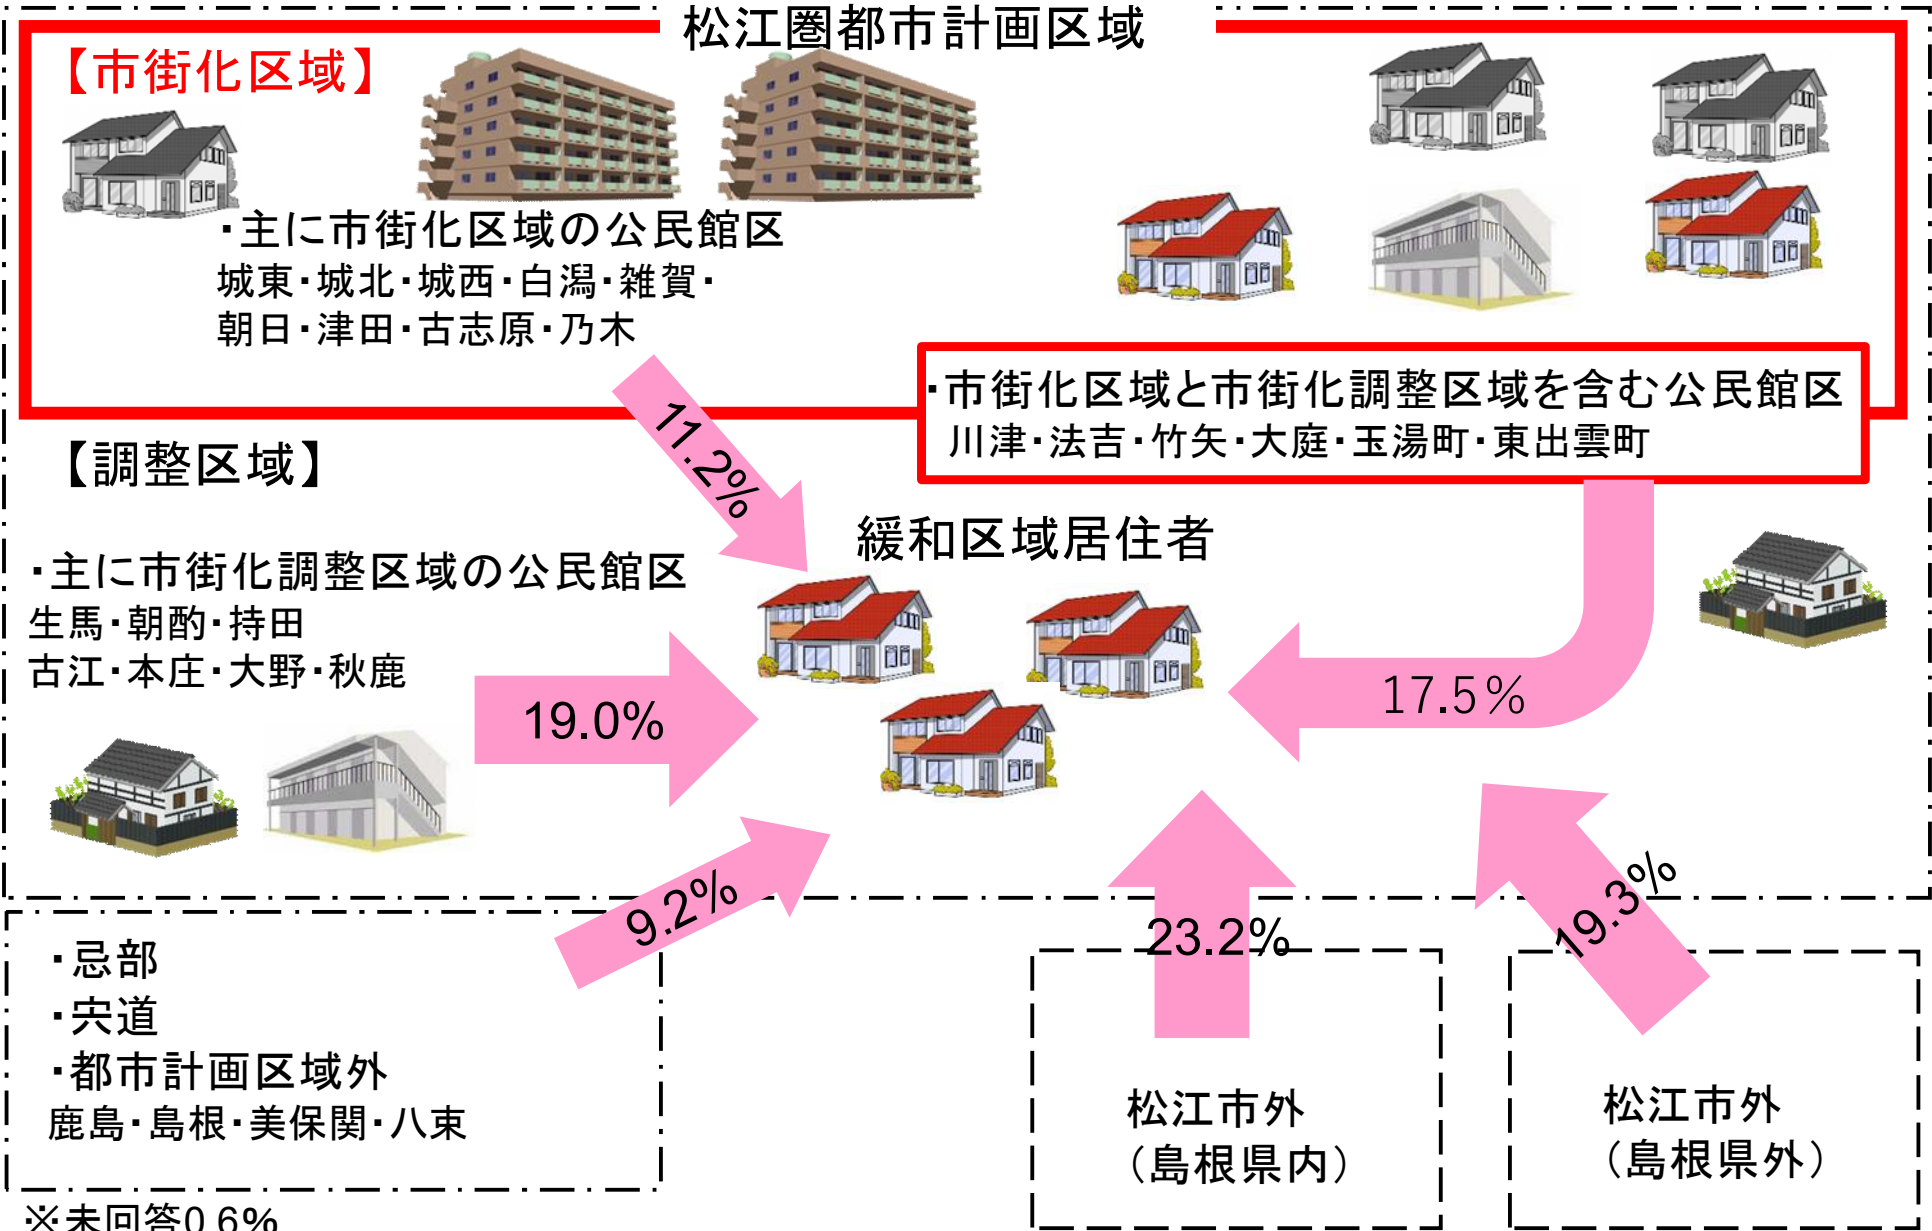 松江圏都市計画区域
【市街化区域】
・主に市街化区域の公民館区
城東・城北・城西・白潟・雑賀・
朝日・津田・古志原・乃木
・市街化区域と市街化調整区域を含む公民館区
川津・法吉・竹矢・大庭・玉湯町・東出雲町
11.2%
【調整区域】
緩和区域居住者
・主に市街化調整区域の公民館区
生馬・朝酌・持田
古江・本庄・大野・秋鹿
19.0%
17.5%
9.2%
23.2%
19.3%
・忌部
・宍道
・都市計画区域外
鹿島・島根・美保関・八束
松江市外
（島根県内）
松江市外
（島根県外）
※未回答0.6%